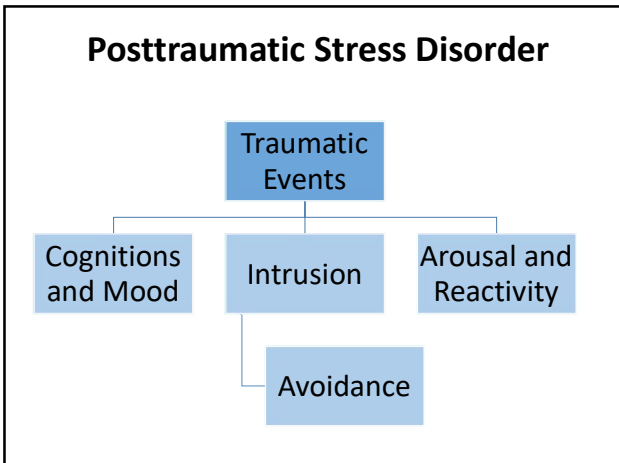 Posttraumatic Stress Disorder
Traumatic
Events
Cognitions
and Mood
Intrusion
Arousal and
Reactivity
Avoidance